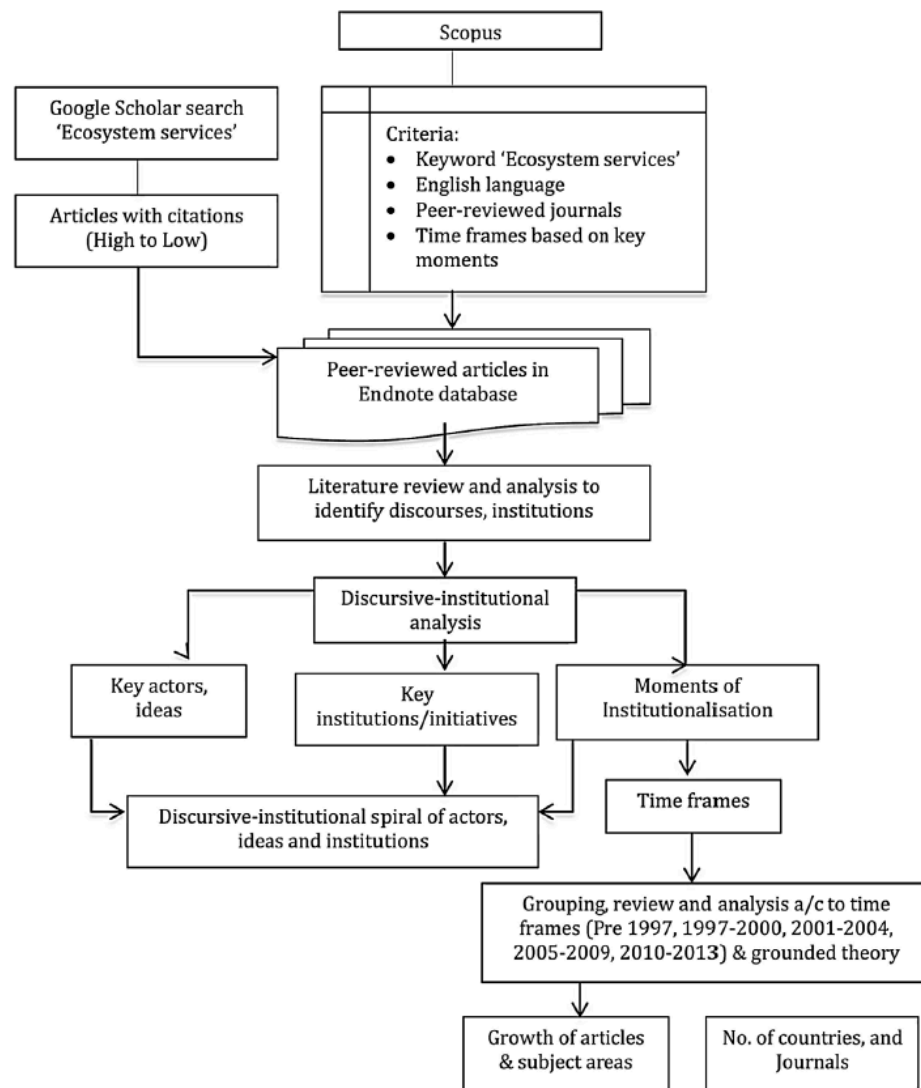 Scopus
Google Scholar search
‘Ecosystem services’
Criteria:
• Keyword ‘Ecosystem services’
• English language
• Peer-reviewed journals
• Time frames based on key
moments
Articles with citations
(High to Low)
Peer-reviewed articles in
Endnote database
Literature review and analysis to
identify discourses, institutions
Discursive-institutional
analysis
Key actors,
ideas
Key
institutions/initiatives
Moments of
Institutionalisation
Discursive-institutional spiral of actors,
ideas and institutions
Time frames
Grouping, review and analysis a/c to time
frames (Pre 1997, 1997-2000, 2001-2004,
2005-2009, 2010-2013) & grounded theory
Growth of articles
& subject areas
No. of countries, and
Journals